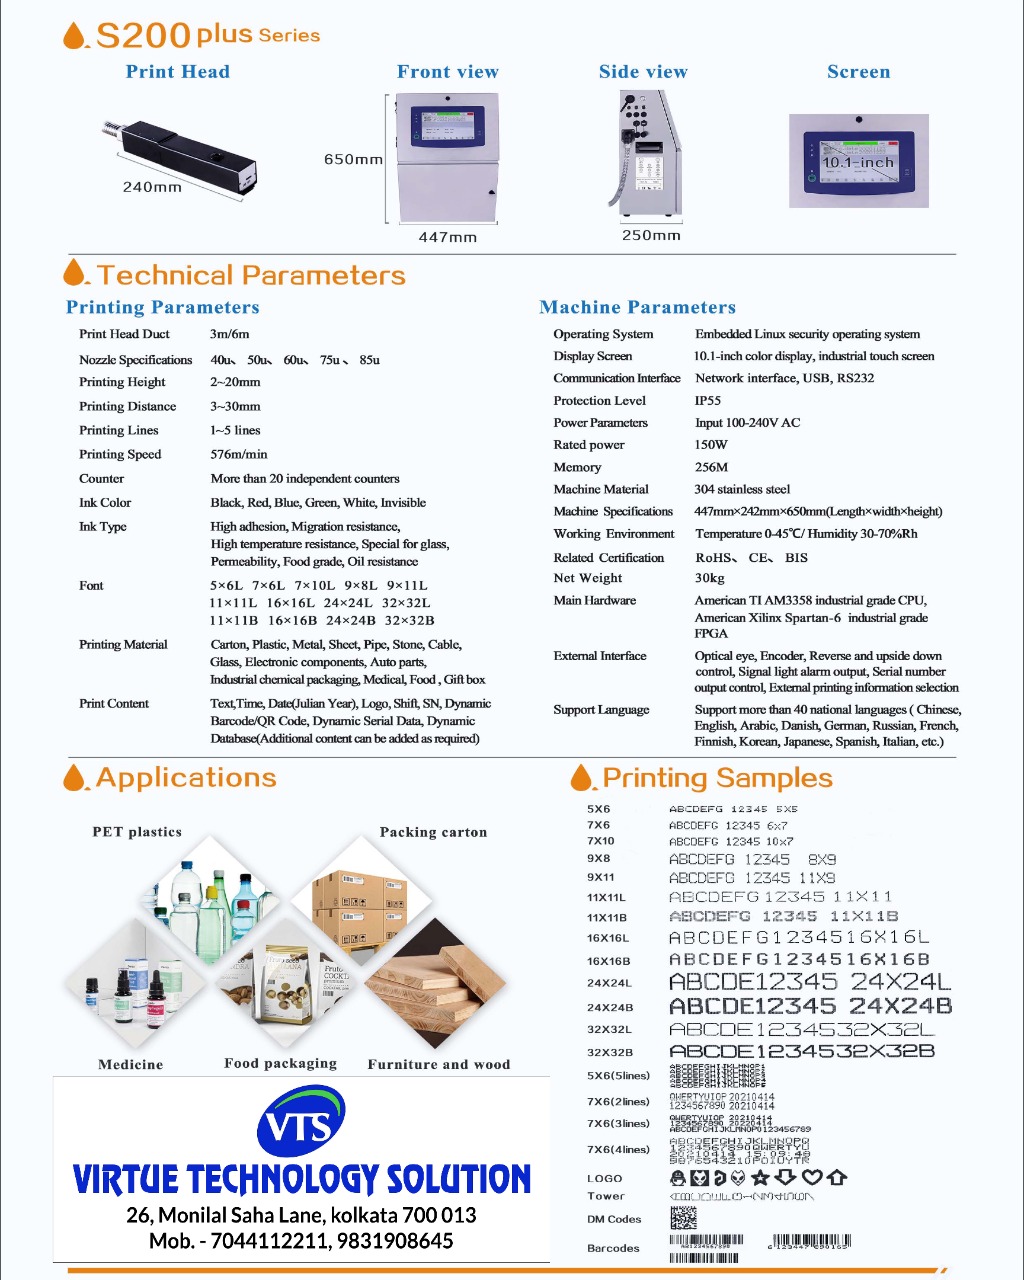 S200 plus Series
Print Head
Front view
Side view
Screen
240mm
650mm
447mm
250mm
10.1-inch
Technical Parameters
Printing Parameters
Print Head Duct 3m/6m
Nozzle Specifications 40u、 50u、 60u、 75u 、 85u
Printing Height 2~20mm
Printing Distance 3~30mm
Printing Lines 1~5 lines
Printing Speed 576m/min
Counter More than 20 independent counters
Ink Color Black, Red, Blue, Green, White, Invisible
Ink Type High adhesion, Migration resistance,
High temperature resistance, Special for glass,
Permeability, Food grade, Oil resistance
Font 5×6L 7×6L 7×10L 9×8L 9×11L
11×11L 16×16L 24×24L 32×32L
11×11B 16×16B 24×24B 32×32B
Printing Material Carton, Plastic, Metal, Sheet, Pipe, Stone, Cable,
Glass, Electronic components, Auto parts,
Industrial chemical packaging, Medical, Food , Gift box
Print Content Text,Time, Date(Julian Year), Logo, Shift, SN, Dynamic
Barcode/QR Code, Dynamic Serial Data, Dynamic
Database(Additional content can be added as required)
Machine Parameters
Operating System Embedded Linux security operating system
Display Screen 10.1-inch color display, industrial touch screen
Communication Interface Network interface, USB, RS232
Protection Level IP55
Power Parameters Input 100-240V AC
Rated power 150W
Memory 256M
Machine Material 304 stainless steel
Machine Specifications 447mm×242mm×650mm(Length×width×height)
Working Environment Temperature 0-45℃/ Humidity 30-70%Rh
Related Certification RoHS、 CE、 BIS
Net Weight 30kg
Main Hardware American TI AM3358 industrial grade CPU,
American Xilinx Spartan-6 industrial grade
FPGA
External Interface Optical eye, Encoder, Reverse and upside down
control, Signal light alarm output, Serial number
output control, External printing information selection
Support Language Support more than 40 national languages ( Chinese,
English, Arabic, Danish, German, Russian, French,
Finnish, Korean, Japanese, Spanish, Italian, etc.)
Applications
PET plastics
Packing carton
Medicine
Food packaging
Furniture and wood
Printing Samples
5X6 ABCDEFG 12345 5X5
7X6 ABCDEFG 12345 6x7
7X10 ABCDEFG 12345 10x7
9X8 ABCDEFG 12345 8X9
9X11 ABCDEFG 12345 11X9
11X11L ABCDEFG 12345 11X11
11X11B ABCDEFG 12345 11X11B
16X16L ABCDEFG1234516X16L
16X16B ABCDEFG1234516X16B
24X24L ABCDE12345 24X24L
24X24B ABCDE12345 24X24B
32X32L ABCDE1234532X32L
32X32B ABCDE1234532X32B
5X6(5lines)
7X6(2lines) QWERTYUIOP 20210414
1234567890 20210414
7X6(3lines) QWERTYUIOP 20210414
1234567890 20220414
ABCDEFGHIJKLMNOP0123456789
7X6(4lines) ABCDEFGHIJKLMNOPQ
1234567890QWERTYU
20210414 15:09:48
9876543210POIUYTR
LOGO
Tower
DM Codes
Barcodes
VTS
VIRTUE TECHNOLOGY SOLUTION
26, Monilal Saha Lane, kolkata 700 013
Mob. - 7044112211, 9831908645